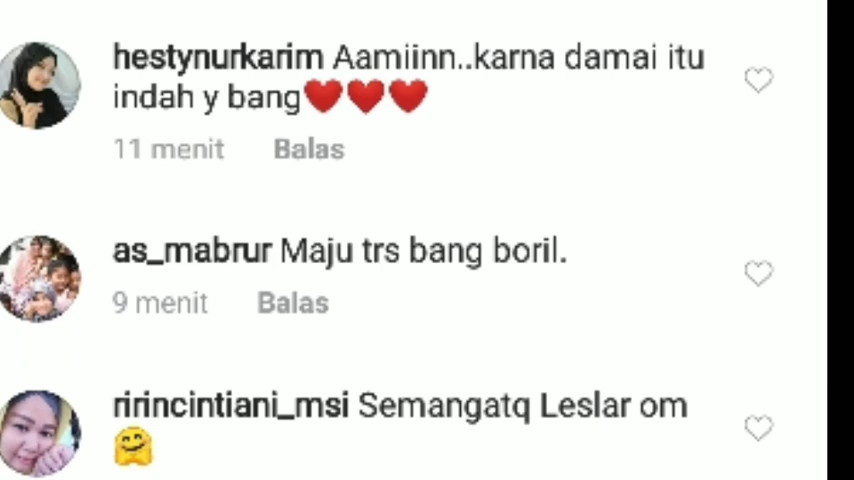 hestynurkarim Aamiinn..karna damai itu
indah y bang❤️❤️❤️
11 menit Balas
as_mabrur Maju trs bang boril.
9 menit Balas
ririncintiani_msi Semangatq Leslar om
🤗